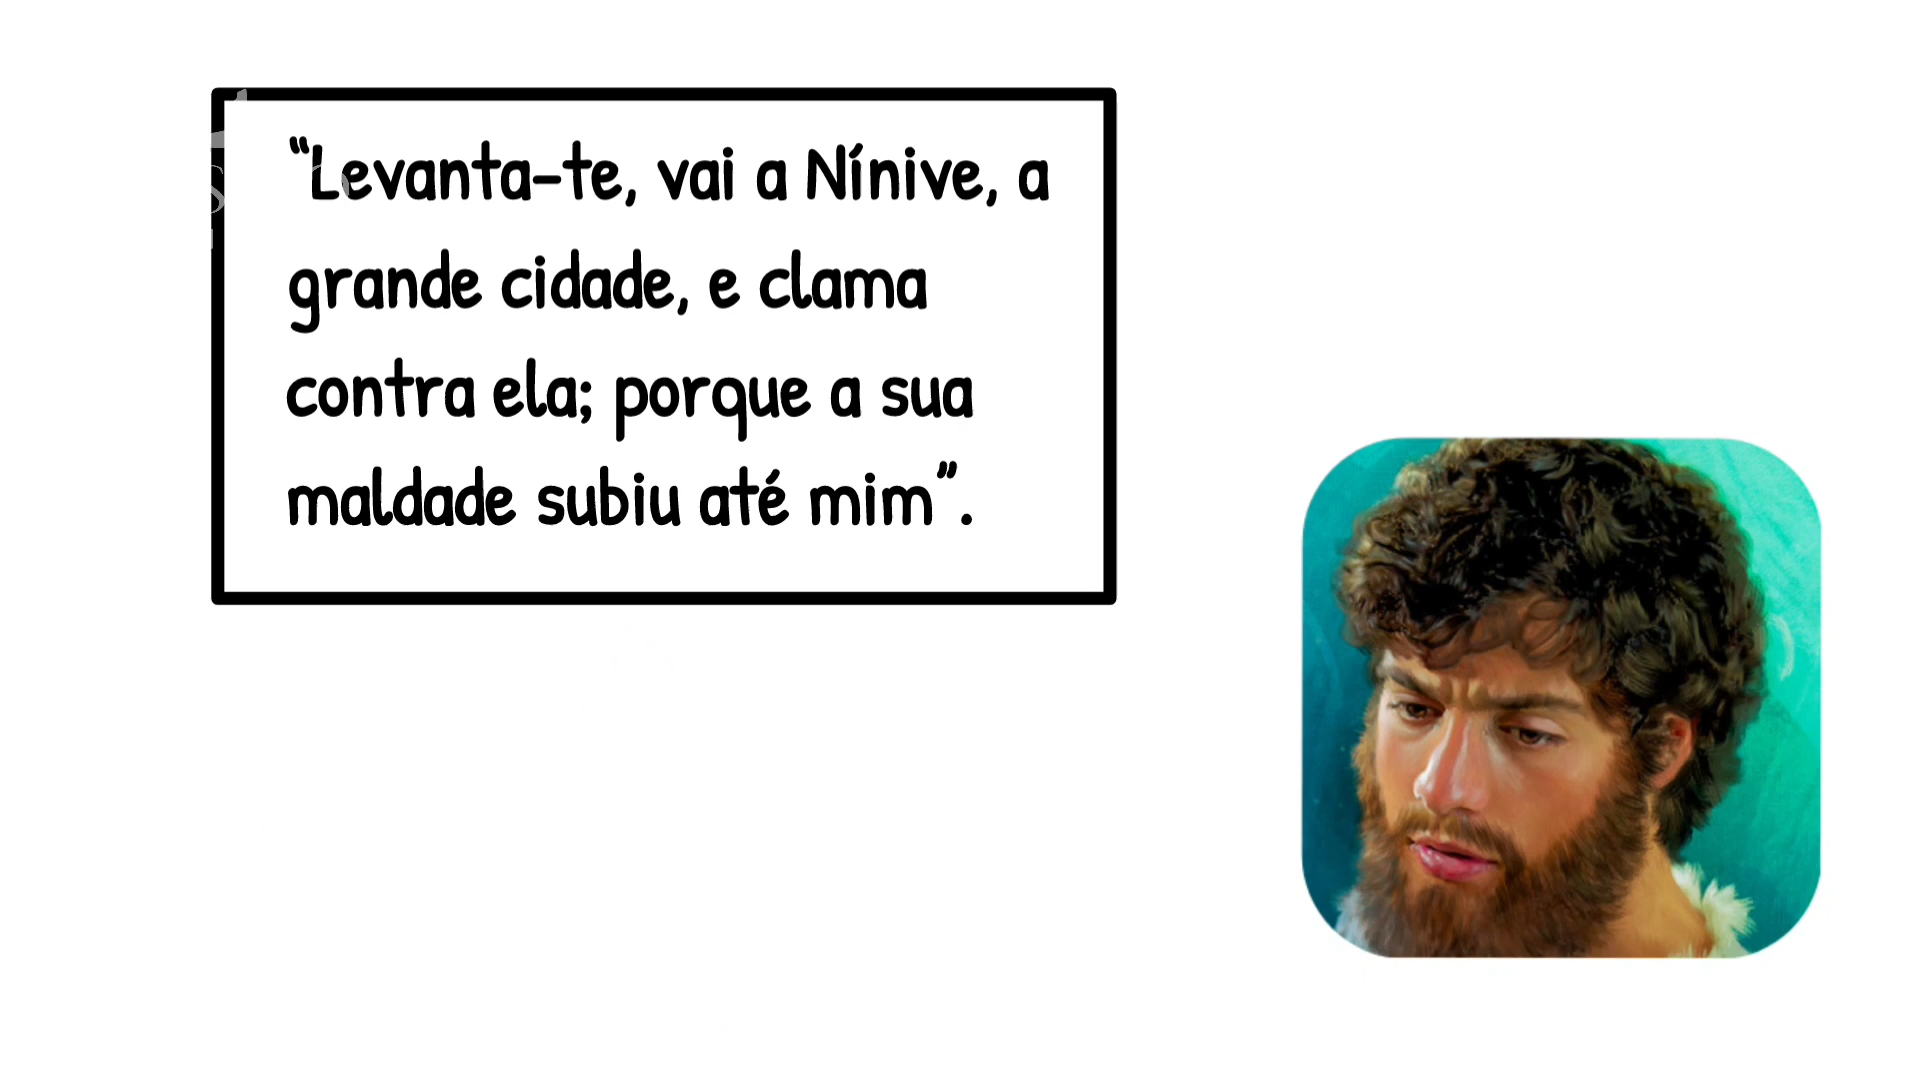 “Levanta-te, vai a Nínive, a
grande cidade, e clama
contra ela; porque a sua
maldade subiu até mim”.